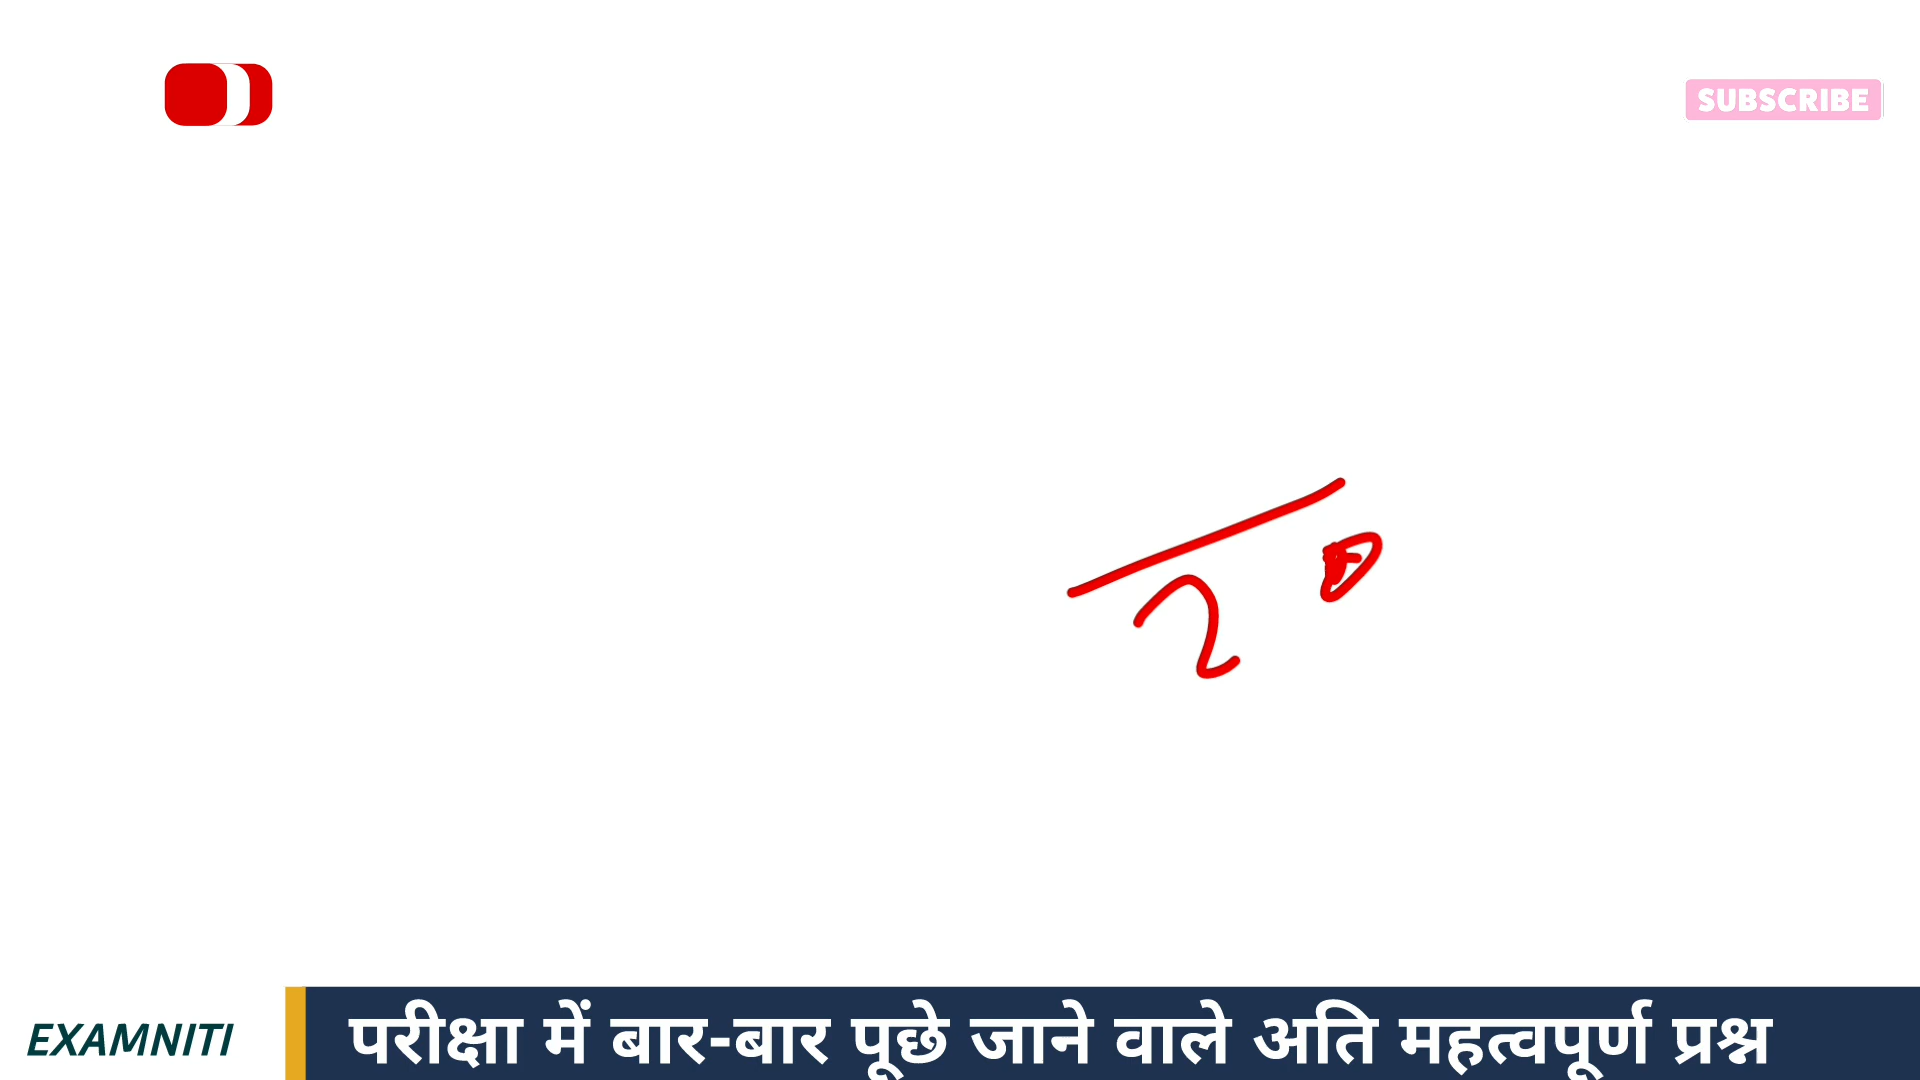 SUBSCRIBE
2
EXAMNITI
परीक्षा में बार-बार पूछे जाने वाले अति महत्वपूर्ण प्रश्न